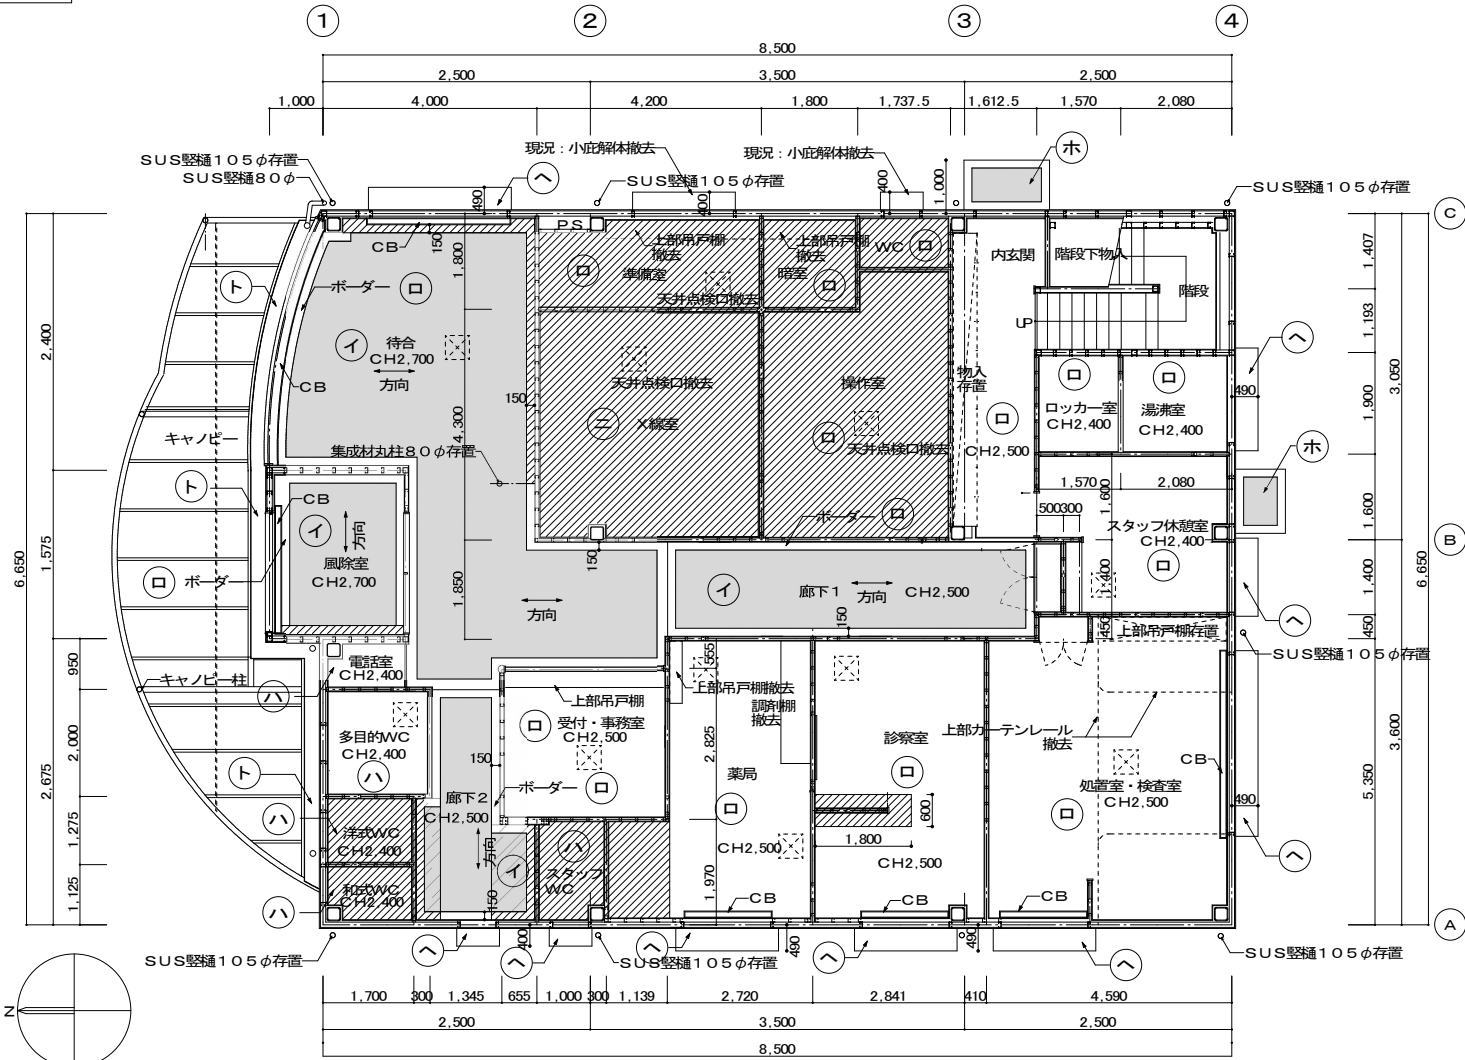 ① ② ③ ④
8,500
2,500 3,500 2,500
1,000 4,000 4,200 1,800 1,737.5 1,612.5 1,570 2,080
現況：小庇解体撤去 現況：小庇解体撤去 ホ
SUS竪樋105φ存置 ヘ SUS竪樋105φ存置 SUS竪樋105φ存置
SUS竪樋80φ
490 400 400 1,000
C
PS
CB 150 上部吊戸棚 撤去 上部吊戸棚 撤去 WC ロ 内玄関 階段下物入
1,800 ロ 準備室 暗室 ロ 階段
天井点検口撤去
ト ボーダー ロ
UP
1,407
1,193
イ 待合
CH2,700
方向
天井点検口撤去 操作室 物入
存置
ヘ
490
2,400
3,050
CB
150
ロ ロ
ロッカー室 湯沸室
CH2,400 CH2,400
1,900
キャノピー 4,300 ニ X線室 ロ ロ
集成材丸柱80φ存置 天井点検口撤去 CH2,500
ホ
ト
CB
1,570 2,080
1,600
500 300
ロ ボーダー
スタッフ休憩室
CH2,400
1,600
イ 方向
風除室
CH2,700
B
6,650 1,575 ロ ボーダー
150
1,850
ロ
1,400
1,400 6,650
方向
イ 廊下1 方向 CH2,500
150
ヘ
450 上部吊戸棚存置 450
SUS竪樋105φ存置
950
電話室
CH2,400
555
キャノピー柱 ハ
上部吊戸棚 上部吊戸棚撤去
調剤棚
撤去
多目的WC
CH2,400
ロ 受付・事務室
CH2,500
2,825
診察室 上部カーテンレール
撤去
2,000 3,600
150
CB
ト ハ
ボーダー ロ
薬局
ロ
ロ
処置室・検査室
CH2,500
490
2,675 5,350
廊下2
CH2,500
ロ
600
ロ
ハ 洋式WC
CH2,400
方向
ハ
1,800
1,275
CH2,500
CH2,500
ヘ
イ スタッフ
WC
1,970
和式WC
CH2,400
ハ
1,125
150
CB CB CB
A
400 490 490
SUS竪樋105φ存置 ヘ ヘ SUS竪樋105φ存置 ヘ ヘ ヘ SUS竪樋105φ存置
1,700 300 1,345 655 1,000 300 1,139 2,720 2,841 410 4,590
N
2,500 3,500 2,500
8,500